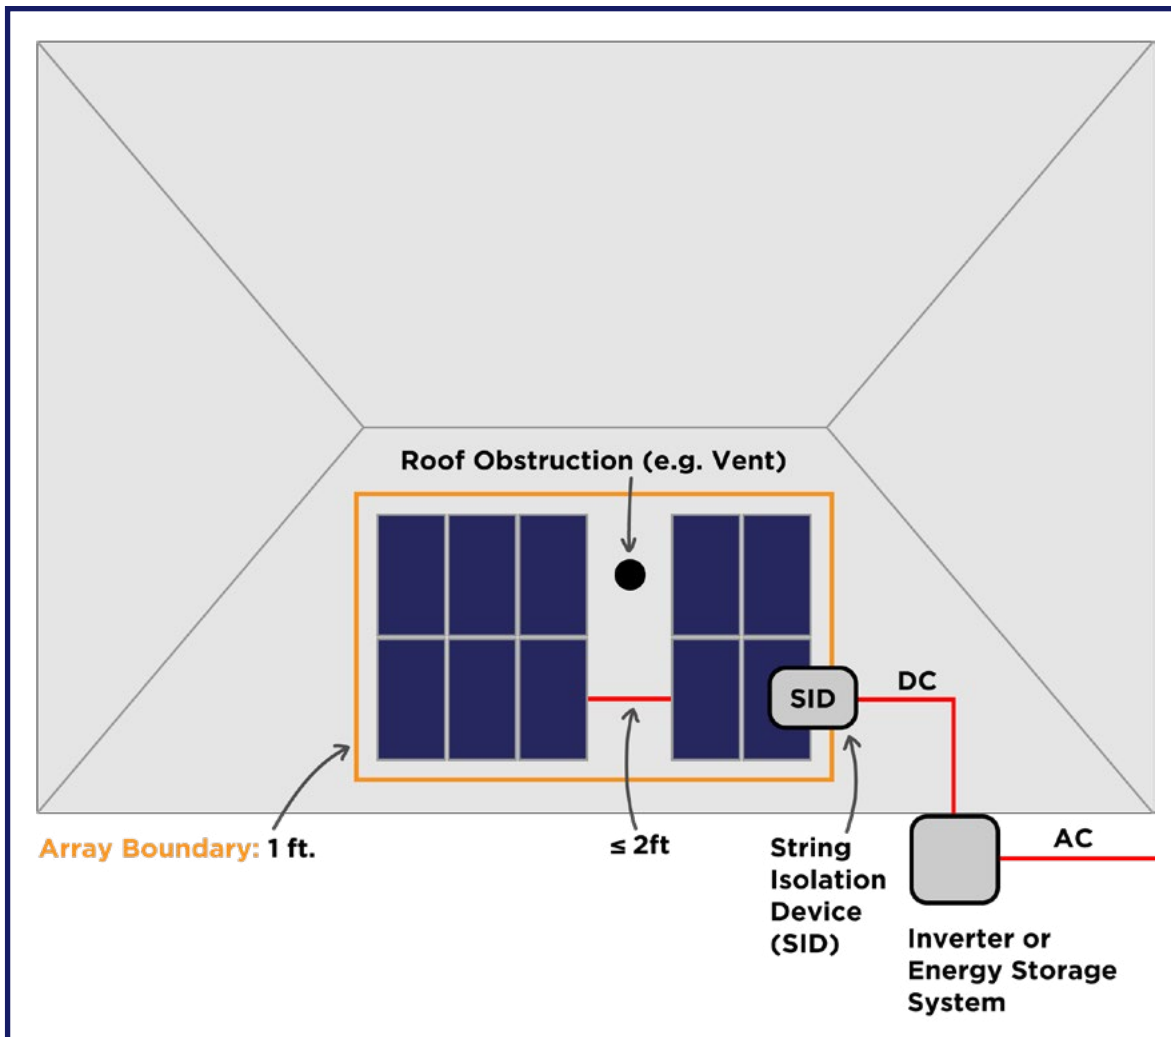 Roof Obstruction (e.g. Vent)
SID
DC
Array Boundary: 1 ft.
≤ 2ft
String
Isolation
Device
(SID)
AC
Inverter or
Energy Storage
System